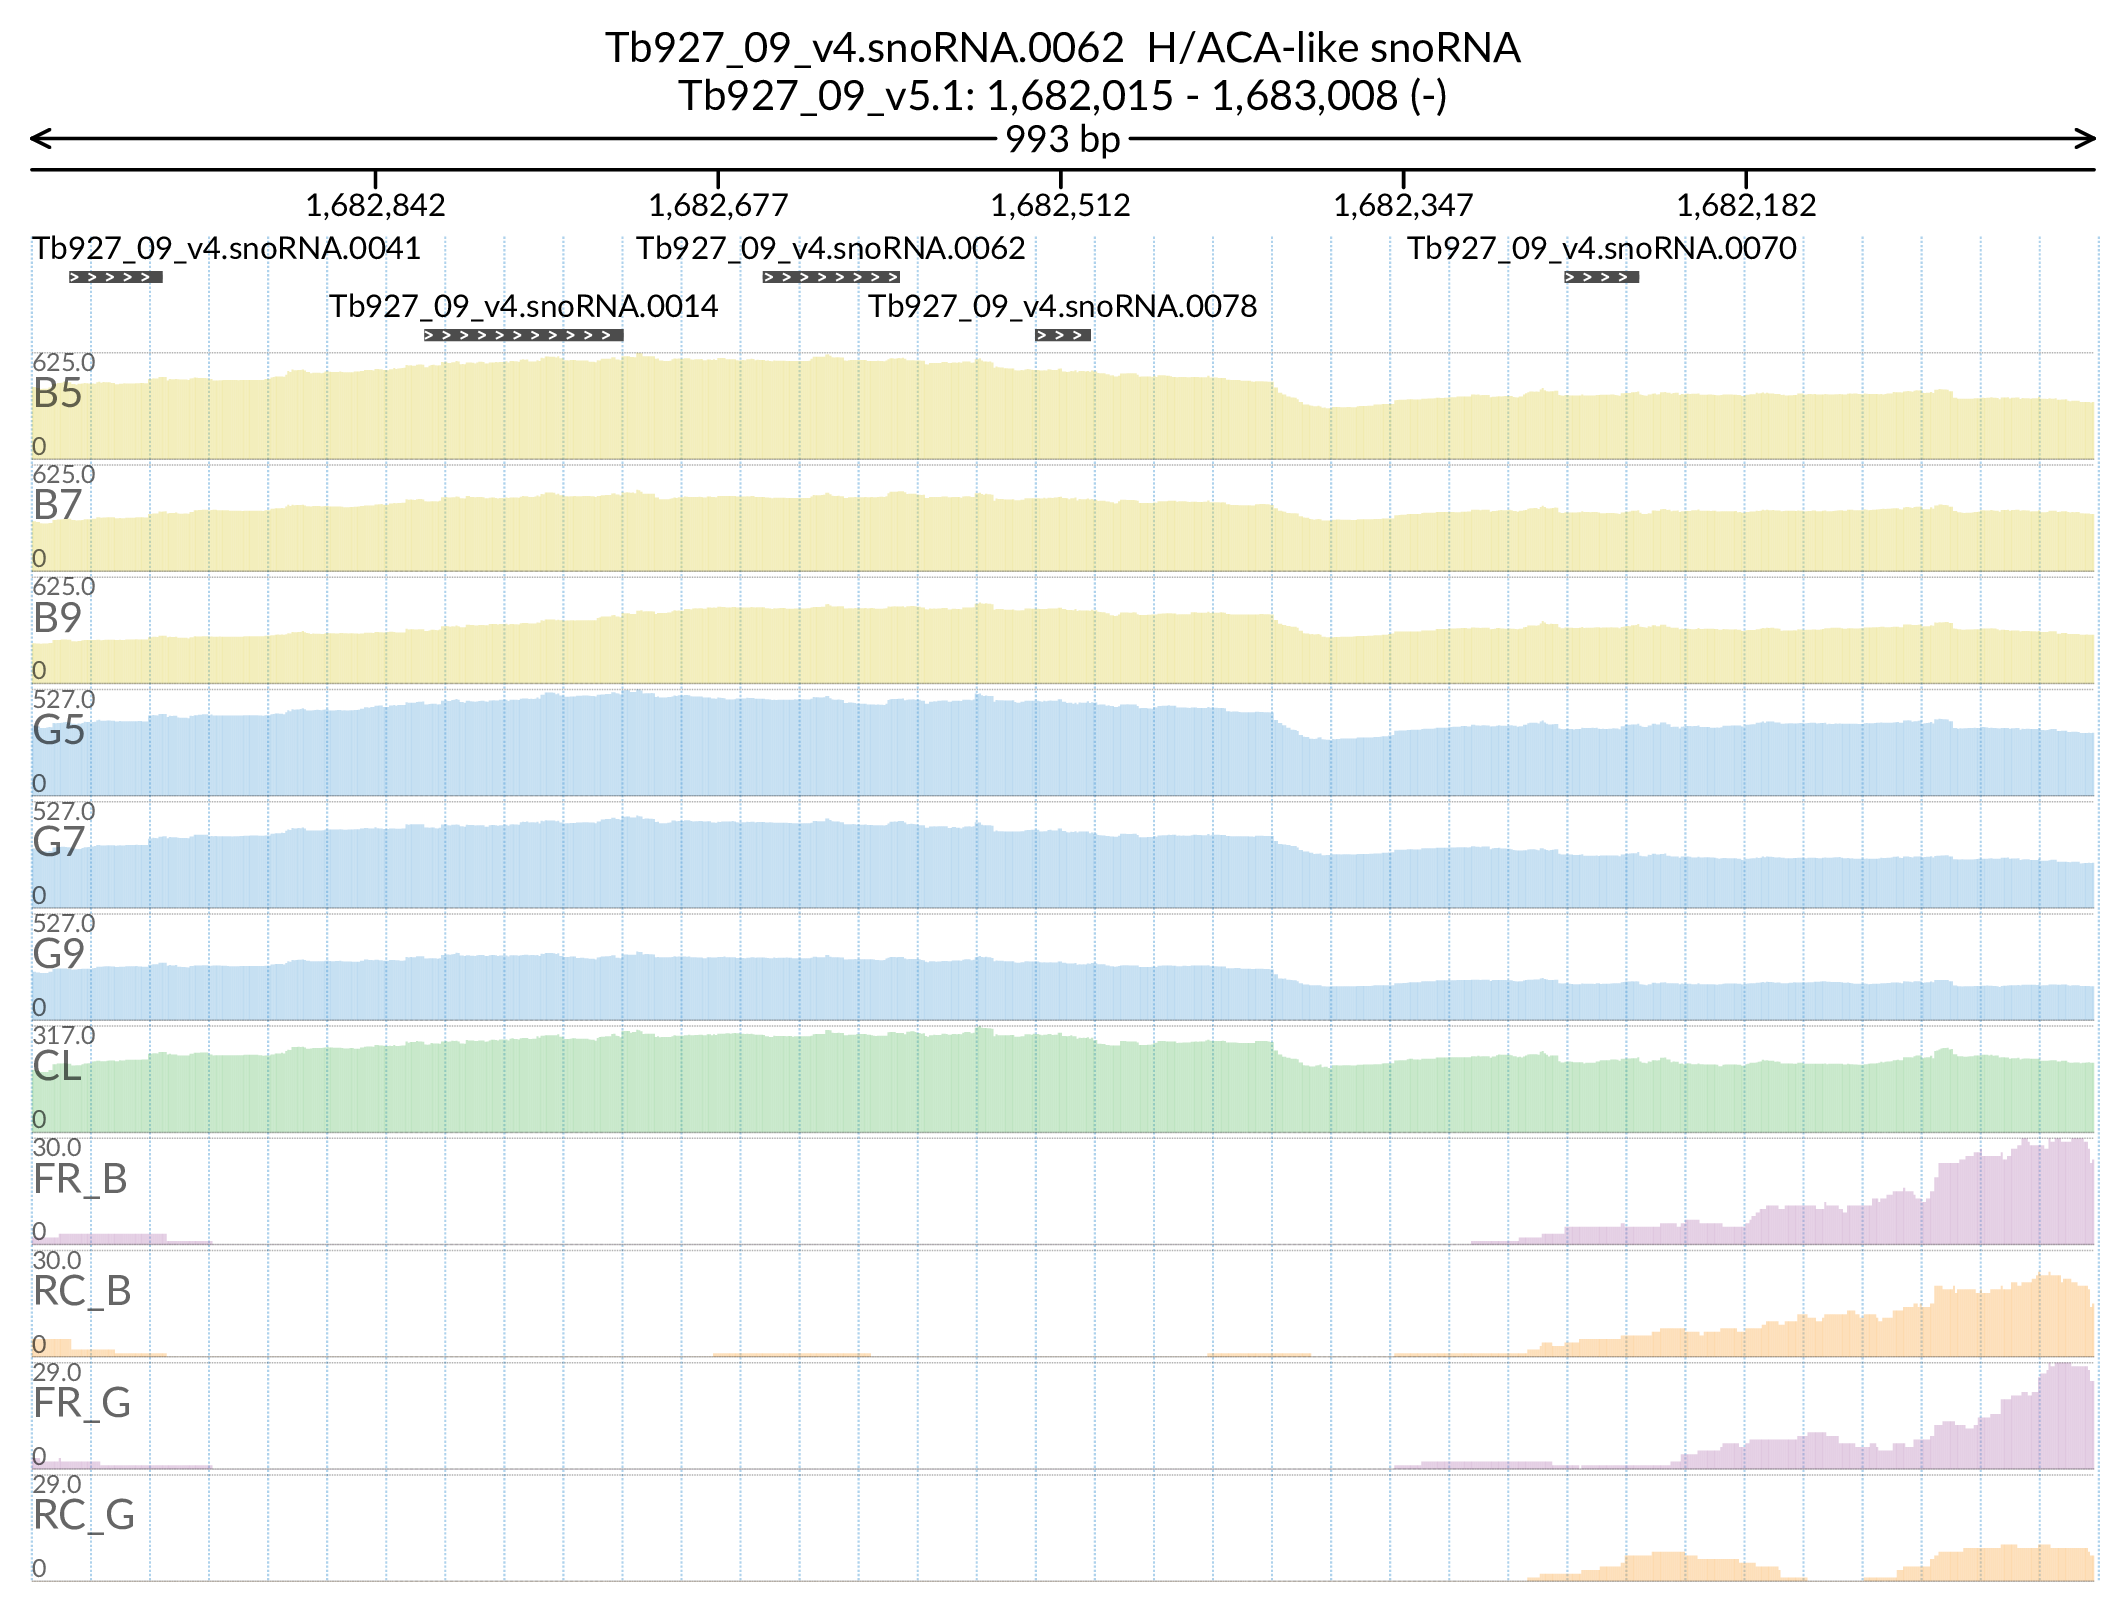 Tb927_09_v4.snoRNA.0062  H/ACA-like snoRNA
Tb927_09_v5.1: 1,682,015 - 1,683,008 (-)
993 bp
1,682,842 1,682,677 1,682,512 1,682,347 1,682,182
Tb927_09_v4.snoRNA.0041 Tb927_09_v4.snoRNA.0062 Tb927_09_v4.snoRNA.0070
Tb927_09_v4.snoRNA.0014 Tb927_09_v4.snoRNA.0078
625.0
B5
0
625.0
B7
0
625.0
B9
0
527.0
G5
0
527.0
G7
0
527.0
G9
0
317.0
CL
0
30.0
FR_B
0
30.0
RC_B
0
29.0
FR_G
0
29.0
RC_G
0